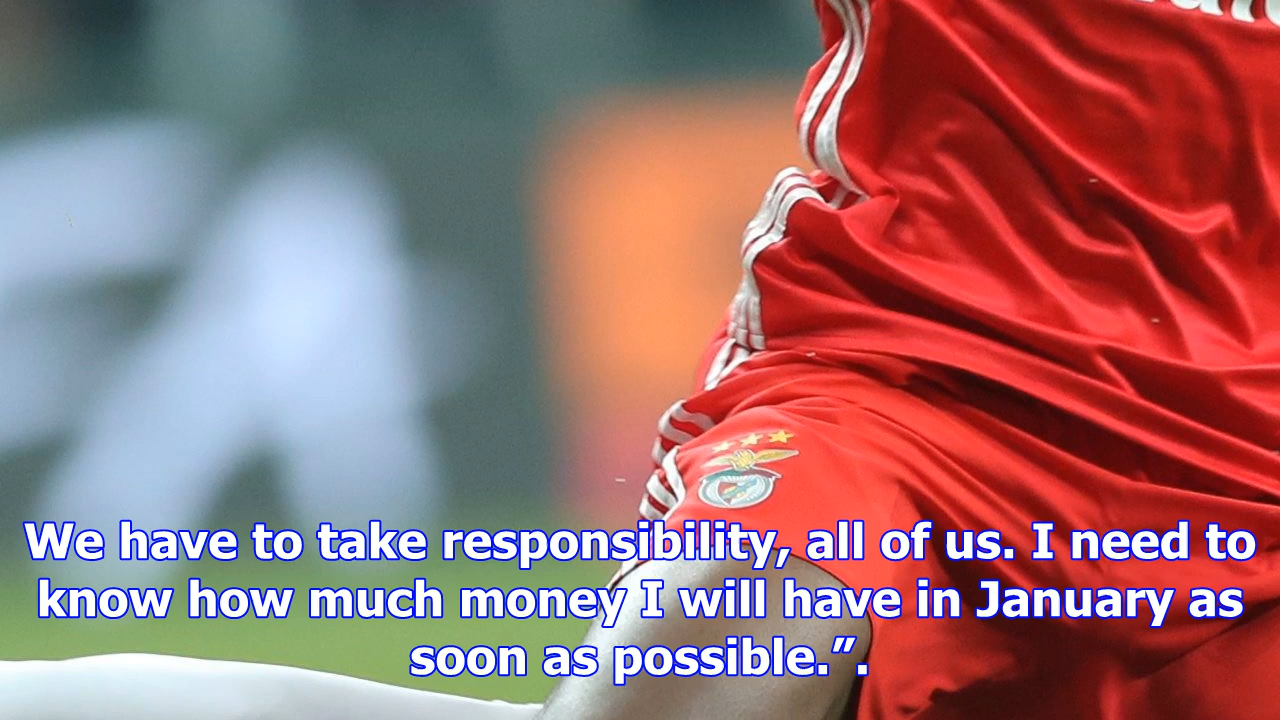 We have to take responsibility, all of us. I need to
know how much money I will have in January as
soon as possible.”.